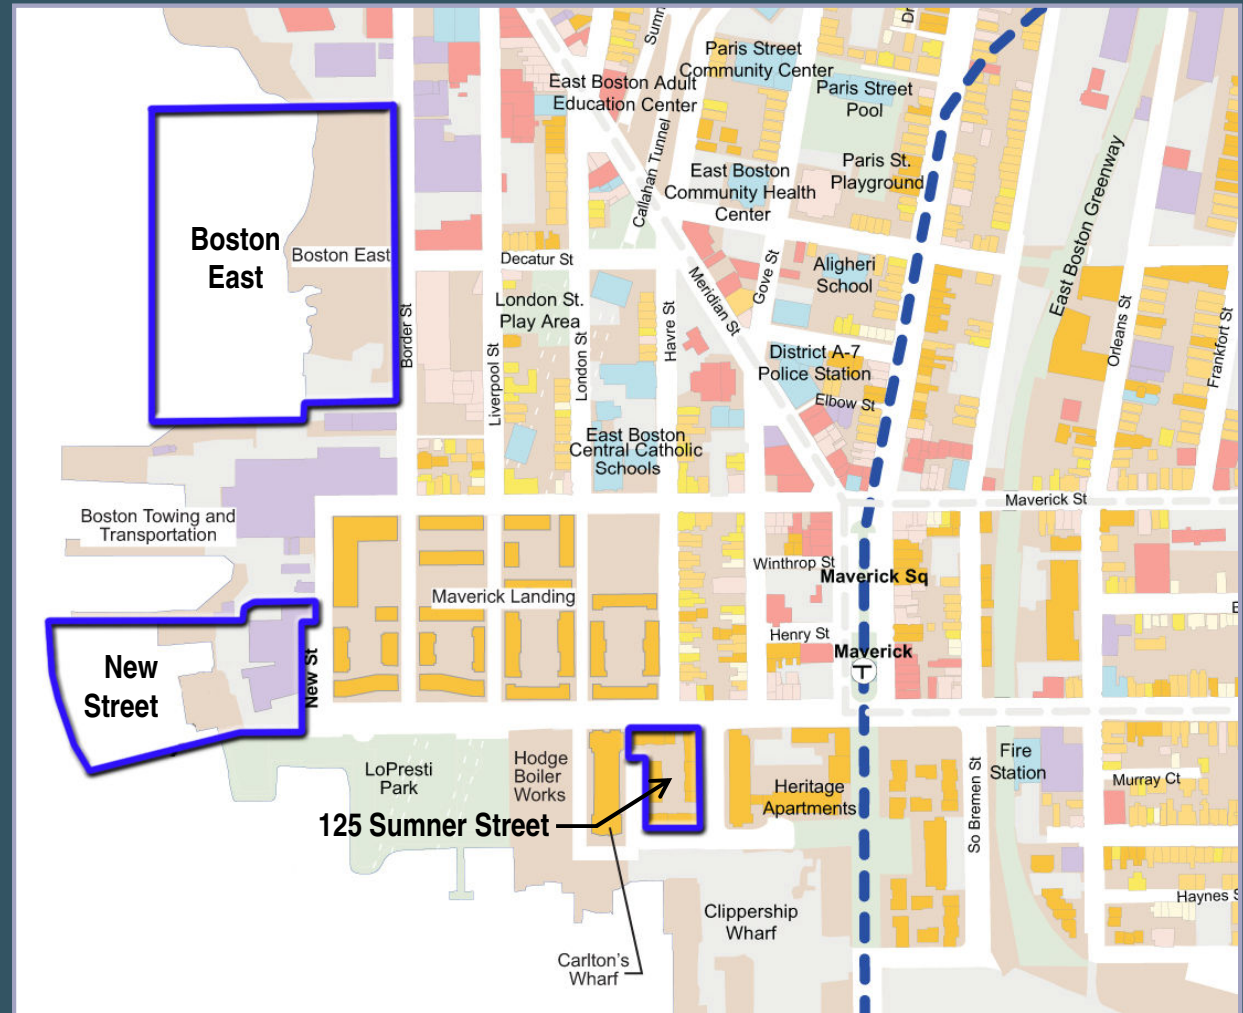 Sumn
Dr
Paris Street
Community Center
East Boston Adult
Education Center
Paris Street
Pool
Callahan Tunnel
East Boston
Community Health
Center
Paris St.
Playground
East Boston Greenway
Boston
East
Boston East
Decatur St
Gove St
Aligheri
School
Meridian St
London St.
Play Area
Border St
Liverpool St
London St
Havre St
Orleans St
Frankfort St
District A-7
Police Station
Elbow St
East Boston
Central Catholic
Schools
Maverick St
Boston Towing and
Transportation
Winthrop St
Maverick Sq
Maverick Landing
Henry St
Maverick
T
New
Street
New St
LoPresti
Park
Hodge
Boiler
Works
125 Sumner Street
Heritage
Apartments
So Bremen St
Fire
Station
Murray Ct
Haynes S
Clippership
Wharf
Carlton's
Wharf